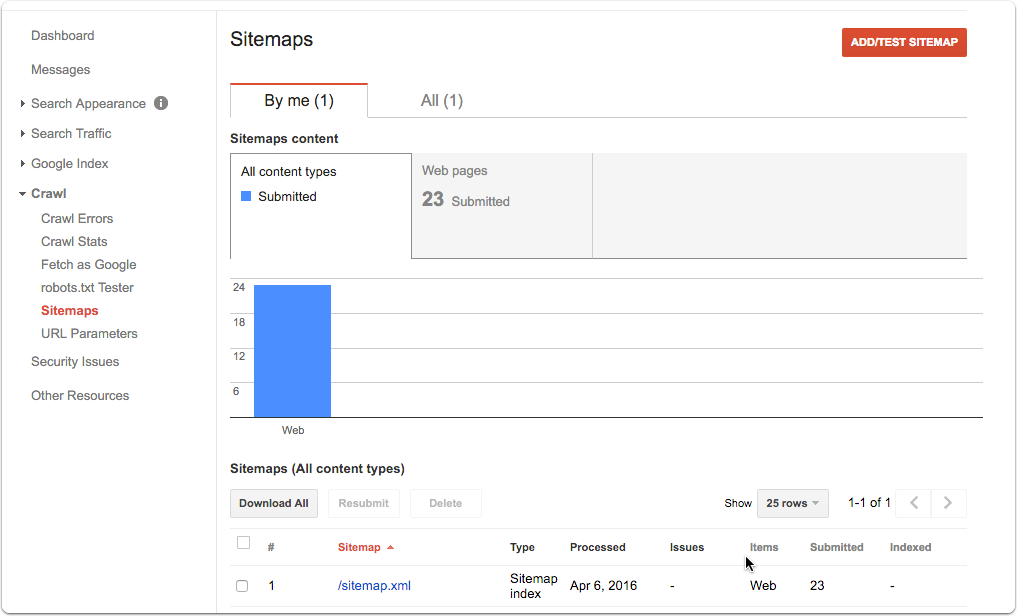 Dashboard
Messages
Search Appearance i
Search Traffic
Google Index
Crawl
Crawl Errors
Crawl Stats
Fetch as Google
robots.txt Tester
Sitemaps
URL Parameters
Security Issues
Other Resources
Sitemaps
ADD/TEST SITEMAP
By me (1) All (1)
Sitemaps content
All content types
Submitted
Web pages
23 Submitted
24
18
12
6
Web
Sitemaps (All content types)
Download All Resubmit Delete Show 25 rows 1-1 of 1
# Sitemap Type Processed Issues Items Submitted Indexed
1 /sitemap.xml Sitemap index Apr 6, 2016 - Web 23 -